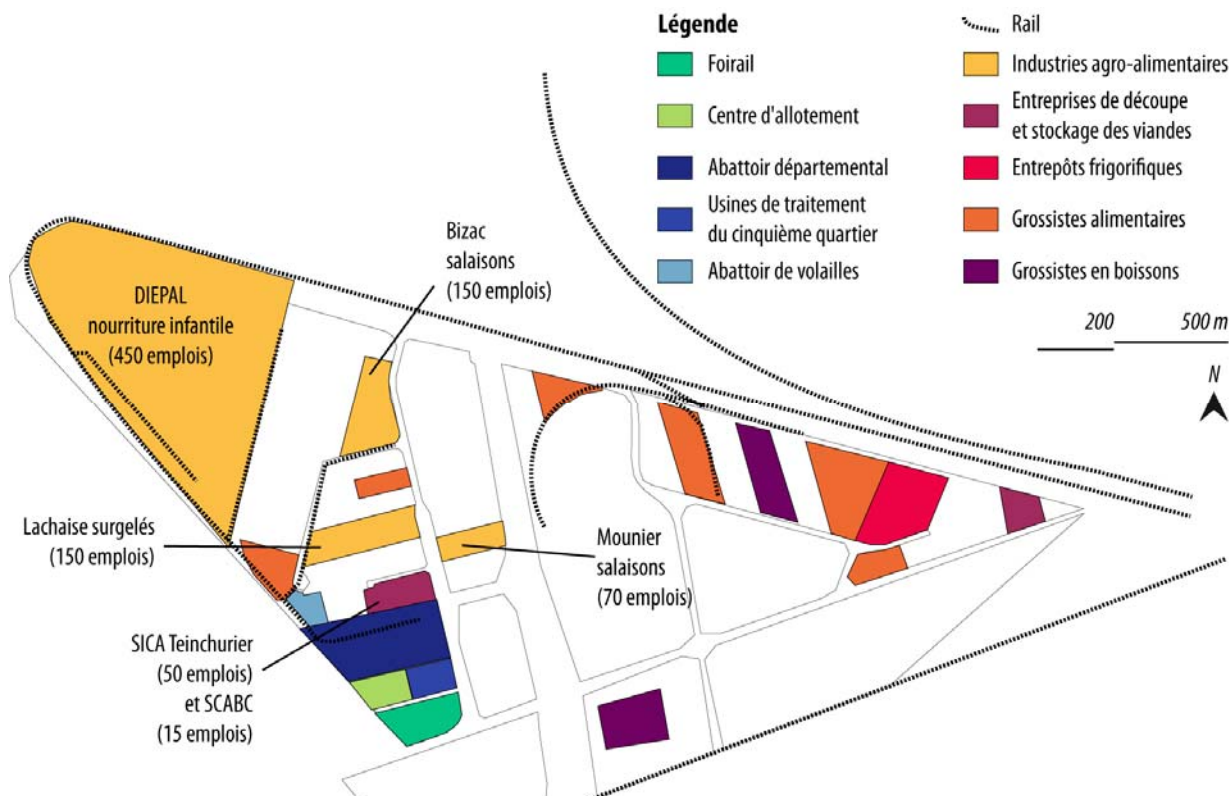 Légende
Foirail
Centre d'allotement
Abattoir départemental
Usines de traitement
du cinquième quartier
Abattoir de volailles
Rail
Industries agro-alimentaires
Entreprises de découpe
et stockage des viandes
Entrepôts frigorifiques
Grossistes alimentaires
Grossistes en boissons
200 500 m
N
Bizac
salaisons
(150 emplois)
DIEPAL
nourriture infantile
(450 emplois)
Lachaise surgelés
(150 emplois)
Mounier
salaisons
(70 emplois)
SICA Teinchurier
(50 emplois)
et SCABC
(15 emplois)